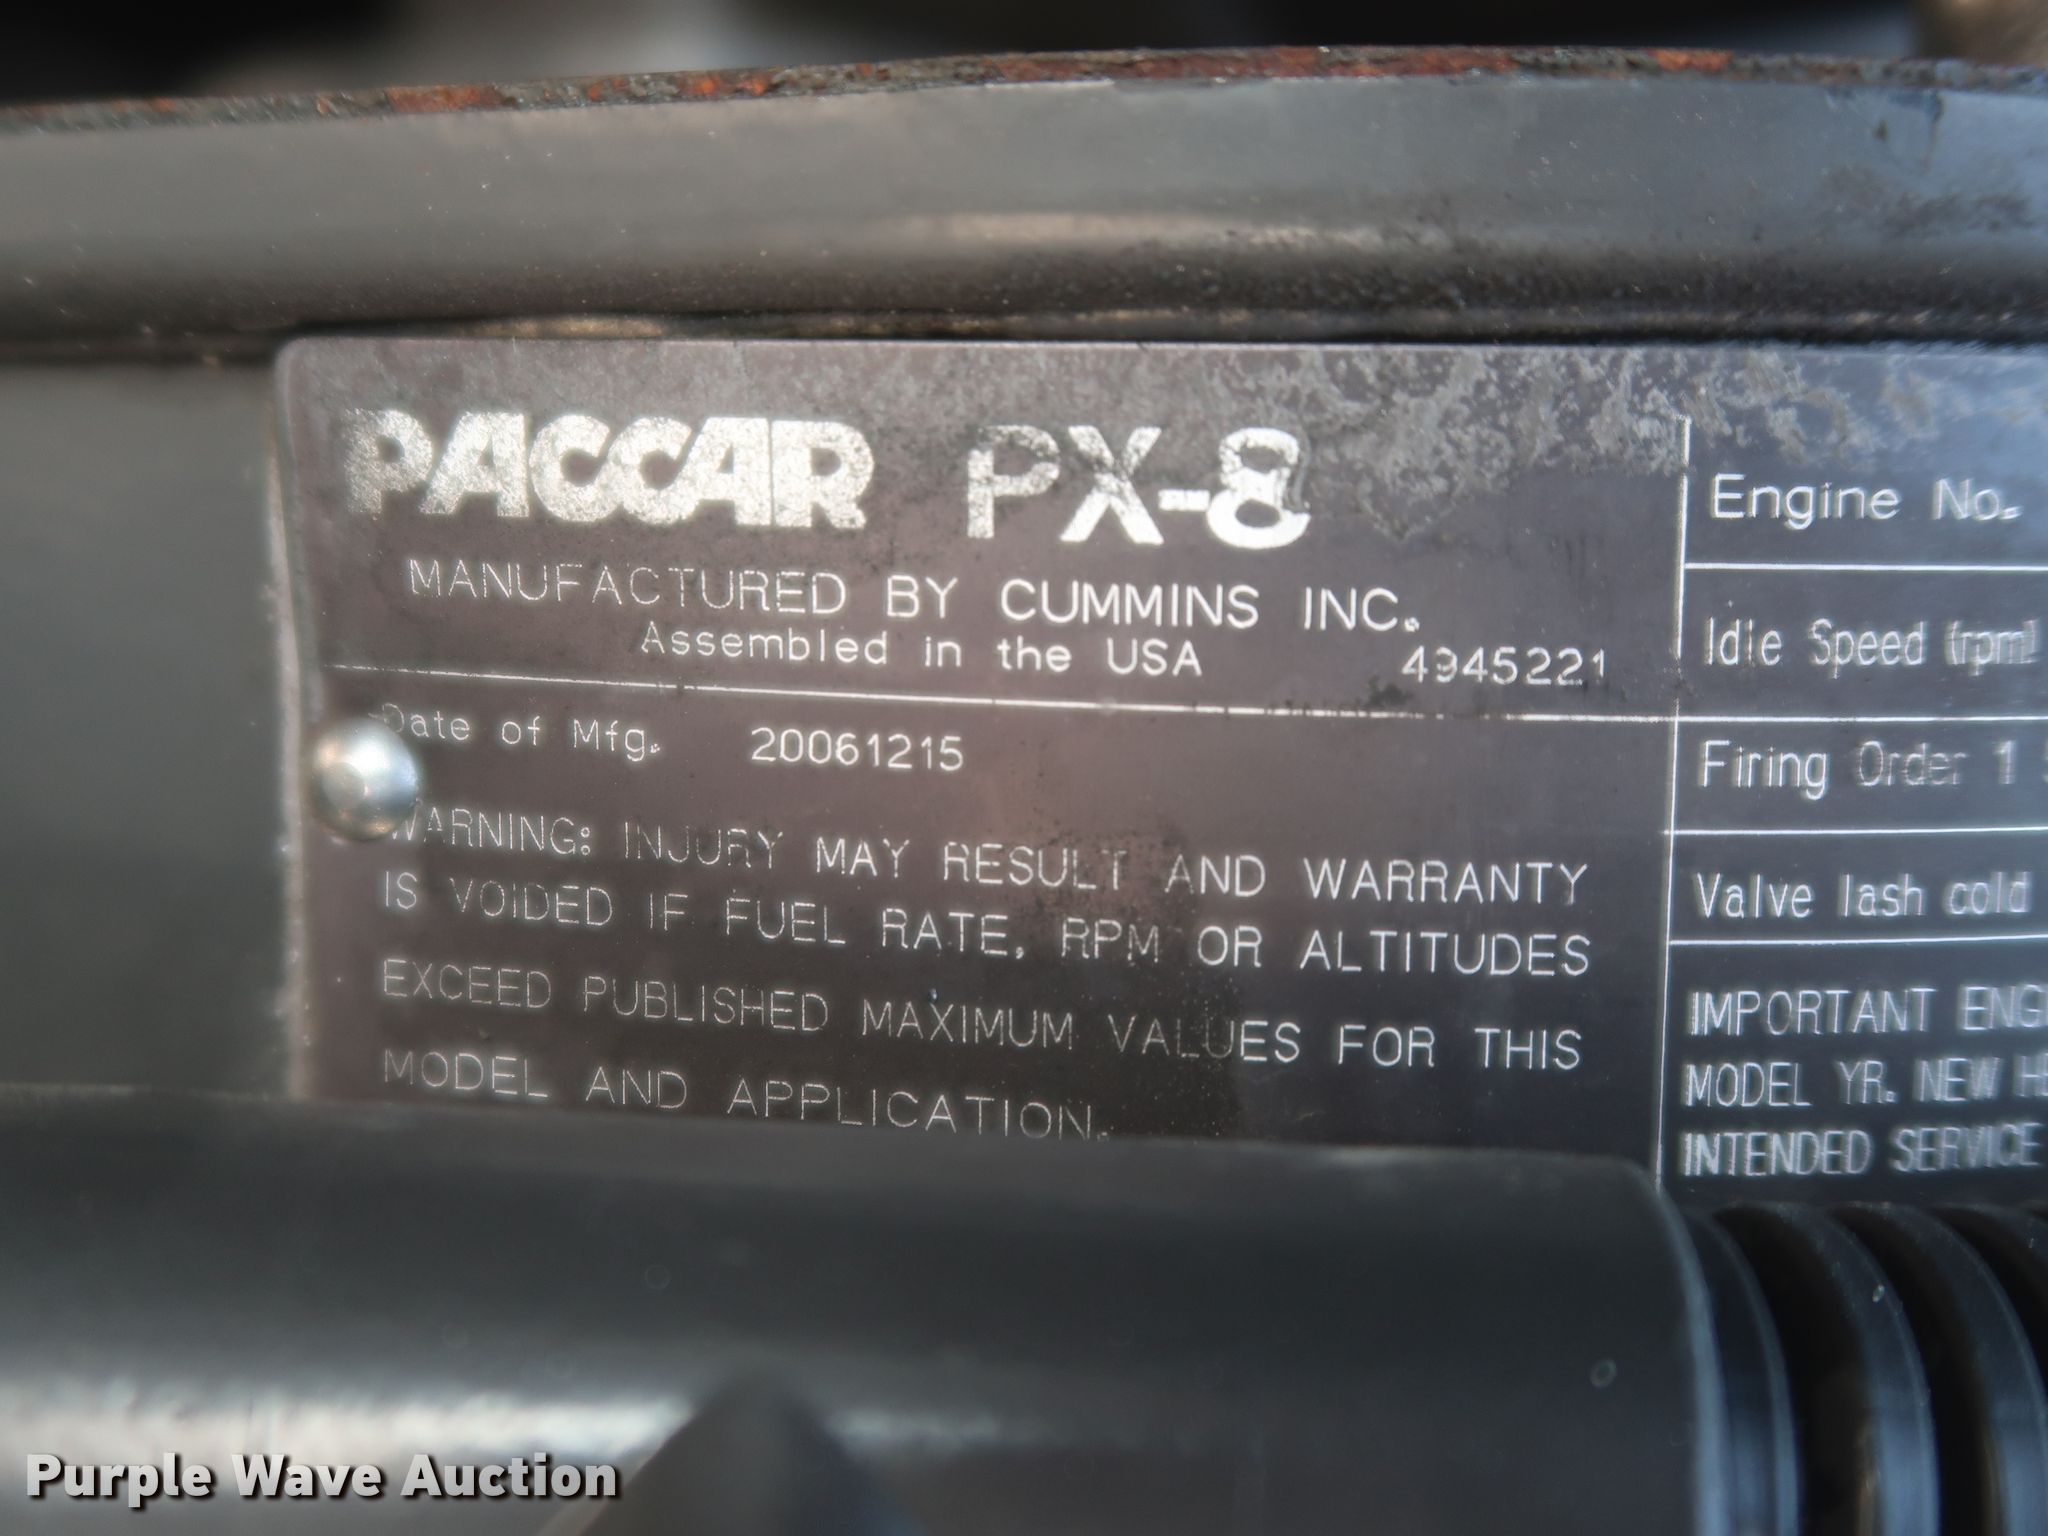 PACCAR PX-8
MANUFACTURED BY CUMMINS INC.
Assembled in the USA 4945221
Date of Mfg. 20061215
WARNING: INJURY MAY RESULT AND WARRANTY
IS VOIDED IF FUEL RATE, RPM OR ALTITUDES
EXCEED PUBLISHED MAXIMUM VALUES FOR THIS
MODEL AND APPLICATION.
Engine No.
Idle Speed (rpm)
Firing Order 1
Valve lash cold
IMPORTANT ENG
MODEL YR. NEW
INTENDED SERVICE
Purple Wave Auction